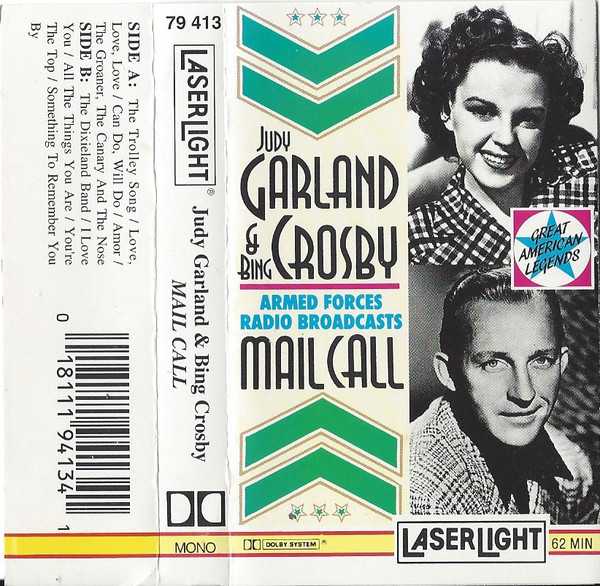 SIDE A: The Trolley Song / Love,
Love, Love / Can Do, Will Do / Amor /
The Groaner, The Canary And The Nose
SIDE B: The Dixieland Band / I Love
You / All The Things You Are / You're
The Top / Something To Remember You
By
0 18111 94134 1
79 413
LASERLIGHT®
Judy Garland & Bing Crosby
MAIL CALL
MONO
JUDY
GARLAND
&
BING CROSBY
ARMED FORCES
RADIO BROADCASTS
MAIL CALL
DOLBY SYSTEM®
GREAT
AMERICAN
LEGENDS
LASERLIGHT
62 MIN